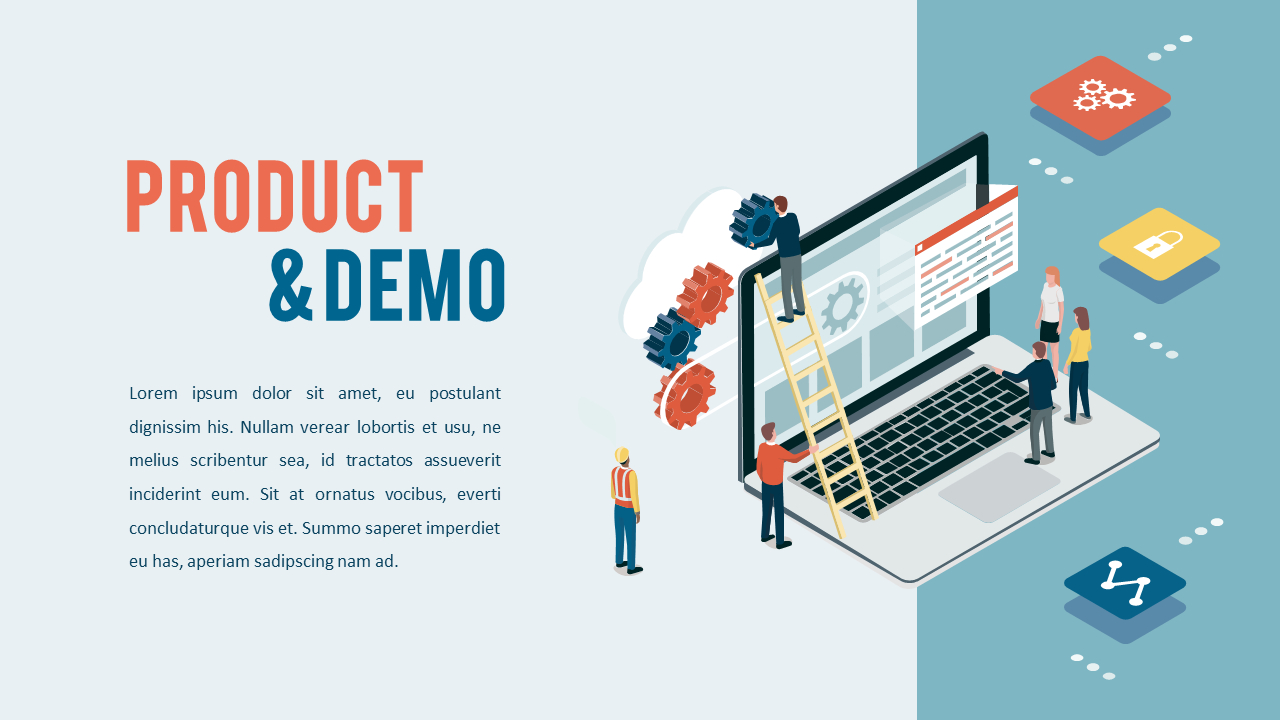 PRODUCT
& DEMO
Lorem ipsum dolor sit amet, eu postulant
dignissim his. Nullam verear lobortis et usu, ne
melius scribentur sea, id tractatos assueverit
inciderint eum. Sit at ornatus vocibus, everti
concludaturque vis et. Summo saperet imperdiet
eu has, aperiam sadipscing nam ad.